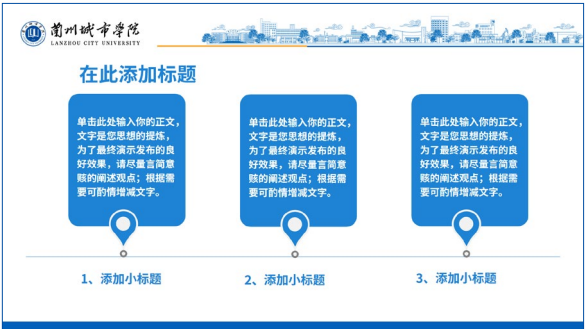 兰州城市学院
LANZHOU CITY UNIVERSITY
在此添加标题
单击此处输入你的正文，
文字是您思想的提炼，
为了最终演示发布的良
好效果，请尽量言简意
赅的阐述观点；根据需
要可酌情增减文字。
单击此处输入你的正文，
文字是您思想的提炼，
为了最终演示发布的良
好效果，请尽量言简意
赅的阐述观点；根据需
要可酌情增减文字。
单击此处输入你的正文，
文字是您思想的提炼，
为了最终演示发布的良
好效果，请尽量言简意
赅的阐述观点；根据需
要可酌情增减文字。
1、添加小标题
2、添加小标题
3、添加小标题